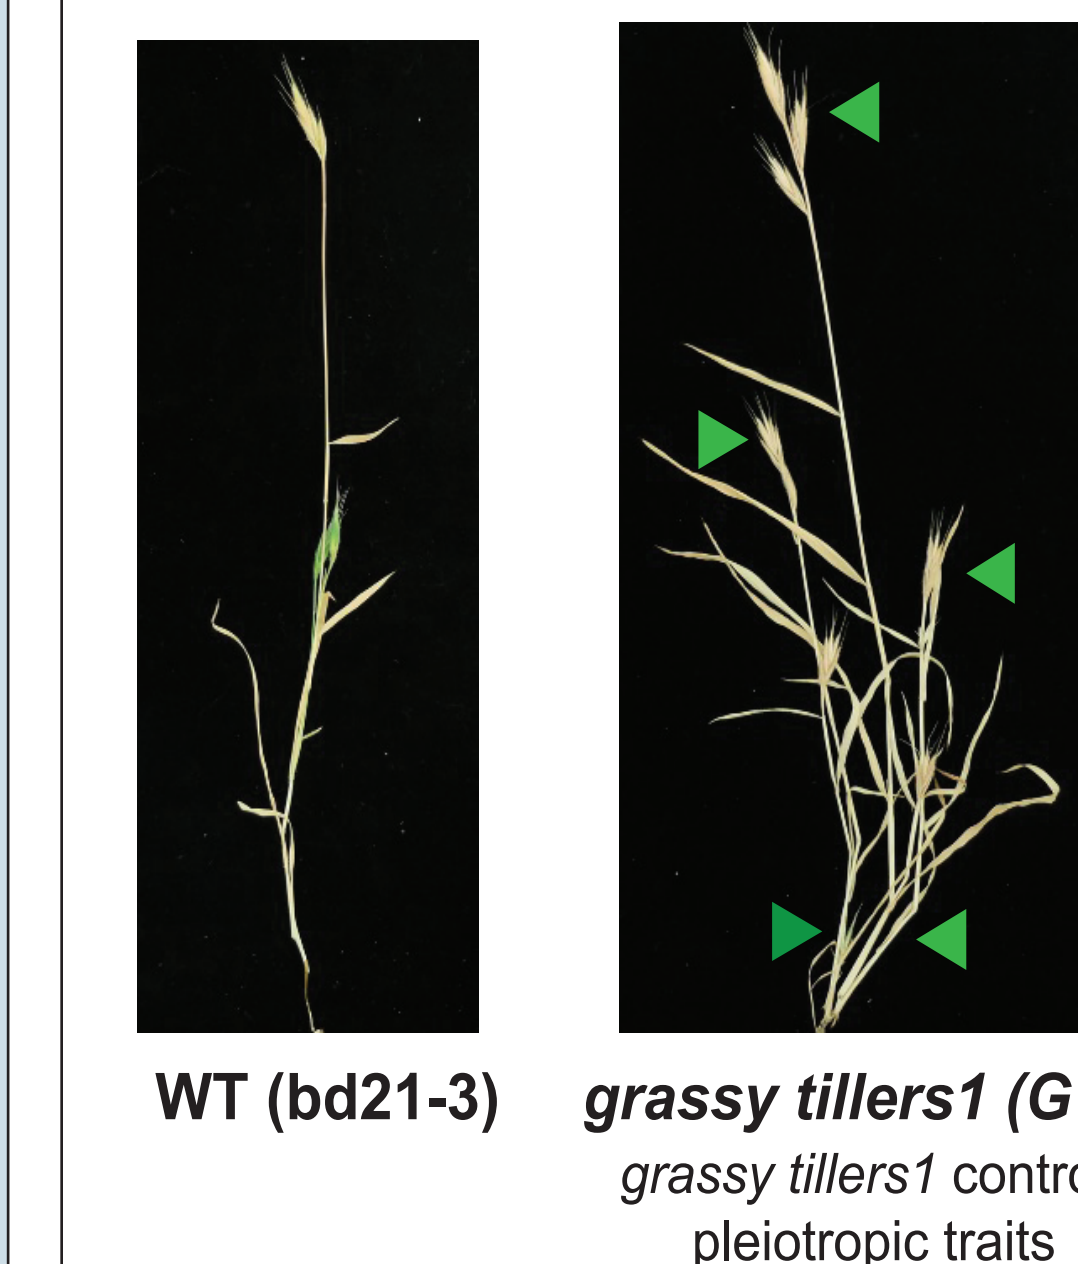 WT (bd21-3)
grassy tillers1 (G
grassy tillers1
pleiotropic traits